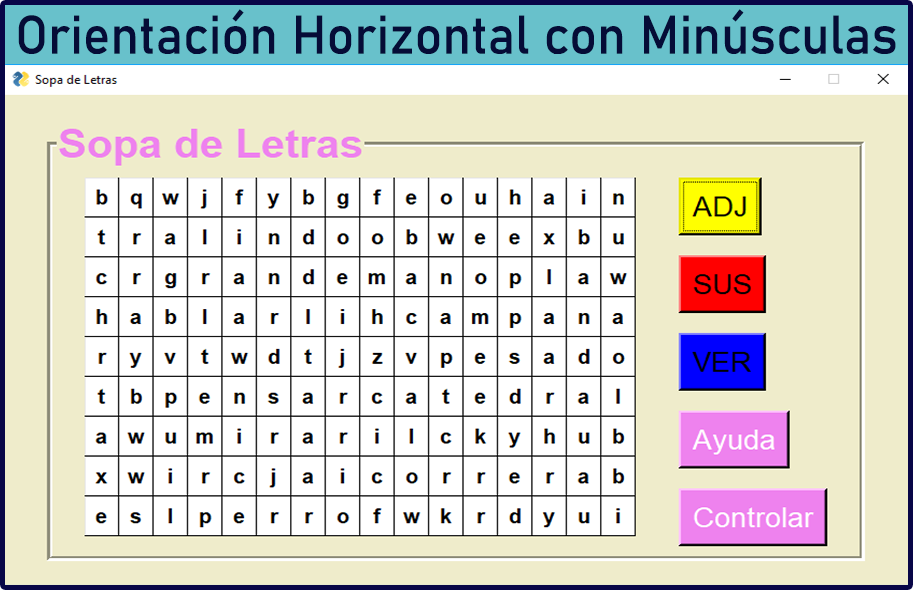 Orientación Horizontal con Minúsculas
Sopa de Letras
Sopa de Letras
b q w j f y b g f e o u h a i n
t r a l i n d o o b w e e x b u
c r g r a n d e m a n o p l a w
h a b l a r l i h c a m p a n a
r y v t w d t j z v p e s a d o
t b p e n s a r c a t e d r a l
a w u m i r a r i l c k y h u b
x w i r c j a i c o r r e r a b
e s l p e r r o f w k r d y u i
ADJ
SUS
VER
Ayuda
Controlar